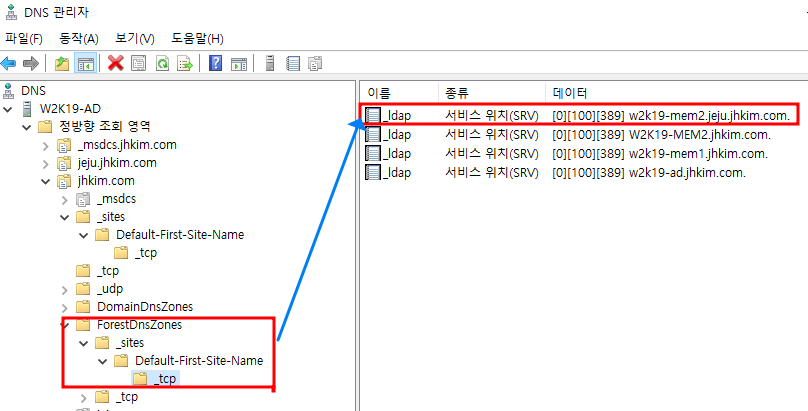 DNS 관리자
파일(F) 동작(A) 보기(V) 도움말(H)
DNS
W2K19-AD
정방향 조회 영역
_msdcs.jhkim.com
jeju.jhkim.com
jhkim.com
_msdcs
_sites
Default-First-Site-Name
_tcp
_tcp
_udp
DomainDnsZones
ForestDnsZones
_sites
Default-First-Site-Name
_tcp
_tcp
이름 종류 데이터
_ldap 서비스 위치(SRV) [0][100][389] w2k19-mem2.jeju.jhkim.com.
_ldap 서비스 위치(SRV) [0][100][389] W2K19-MEM2.jhkim.com.
_ldap 서비스 위치(SRV) [0][100][389] w2k19-mem1.jhkim.com.
_ldap 서비스 위치(SRV) [0][100][389] w2k19-ad.jhkim.com.